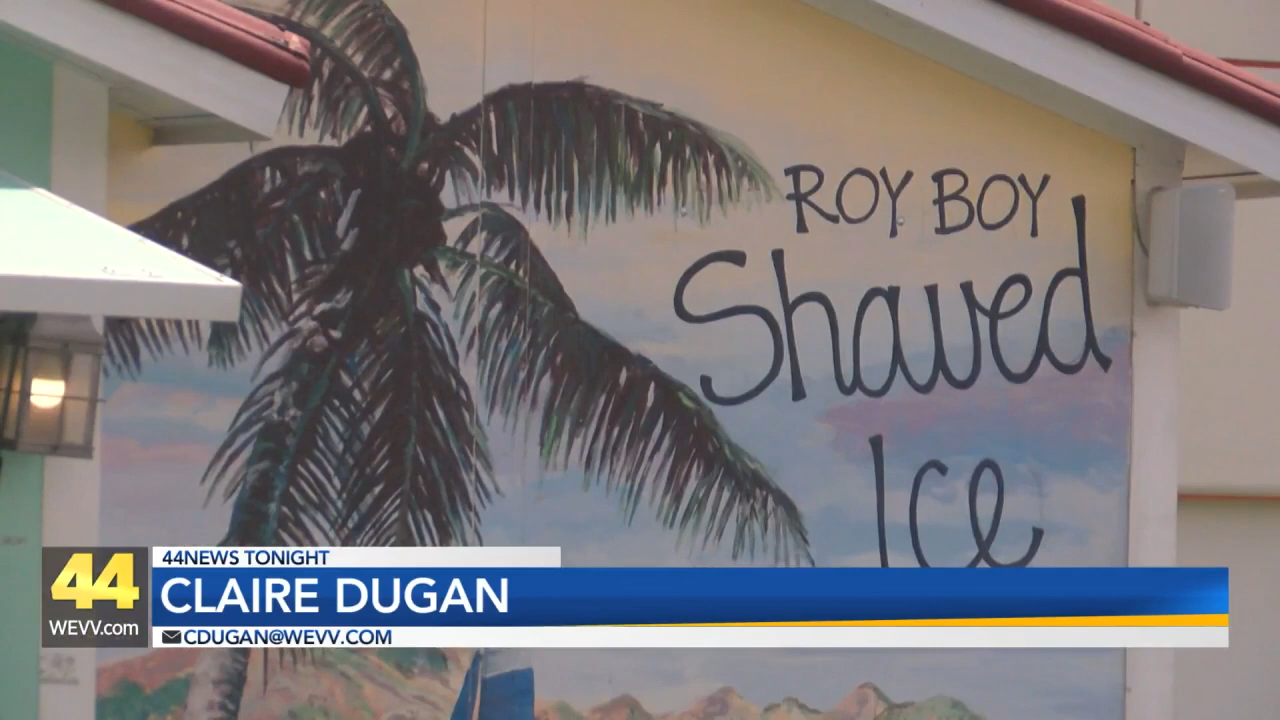 ROY BOY
Shaved
Ice
44
WEVV.com
44NEWS TONIGHT
CLAIRE DUGAN
CDUGAN@WEVV.COM